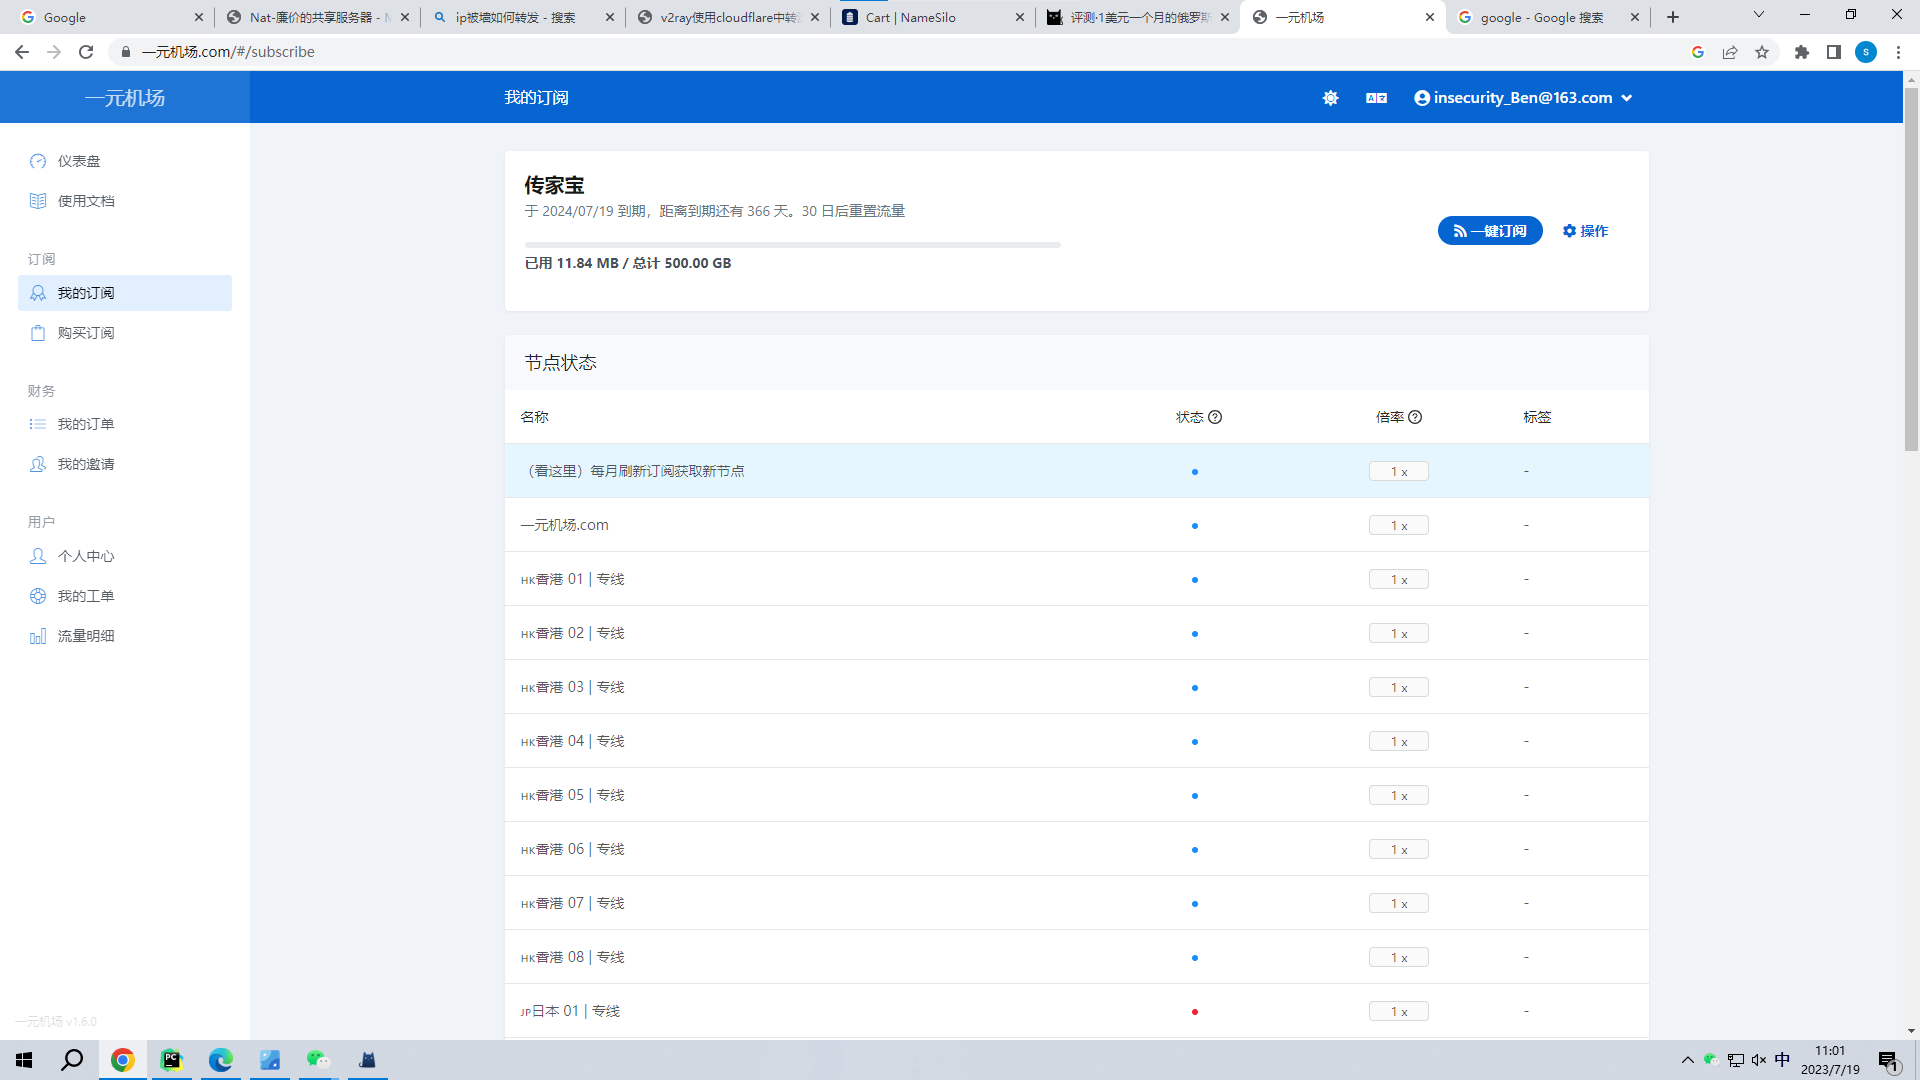 Google
Nat-廉价的共享服务器 - N
ip被墙如何转发 - 搜索
v2ray使用cloudflare中转流
Cart | NameSilo
评测·1美元一个月的俄罗斯
一元机场
google - Google 搜索
一元机场.com/#/subscribe
S
一元机场
我的订阅
insecurity_Ben@163.com
仪表盘
使用文档
订阅
我的订阅
购买订阅
财务
我的订单
我的邀请
用户
个人中心
我的工单
流量明细
一元机场 v1.6.0
传家宝
于 2024/07/19 到期，距离到期还有 366 天。30 日后重置流量
已用 11.84 MB / 总计 500.00 GB
一键订阅
操作
节点状态
名称 状态 倍率 标签
（看这里）每月刷新订阅获取新节点 1 x -
一元机场.com 1 x -
HK香港 01 | 专线 1 x -
HK香港 02 | 专线 1 x -
HK香港 03 | 专线 1 x -
HK香港 04 | 专线 1 x -
HK香港 05 | 专线 1 x -
HK香港 06 | 专线 1 x -
HK香港 07 | 专线 1 x -
HK香港 08 | 专线 1 x -
JP日本 01 | 专线 1 x -
PC
中
11:01
2023/7/19
1